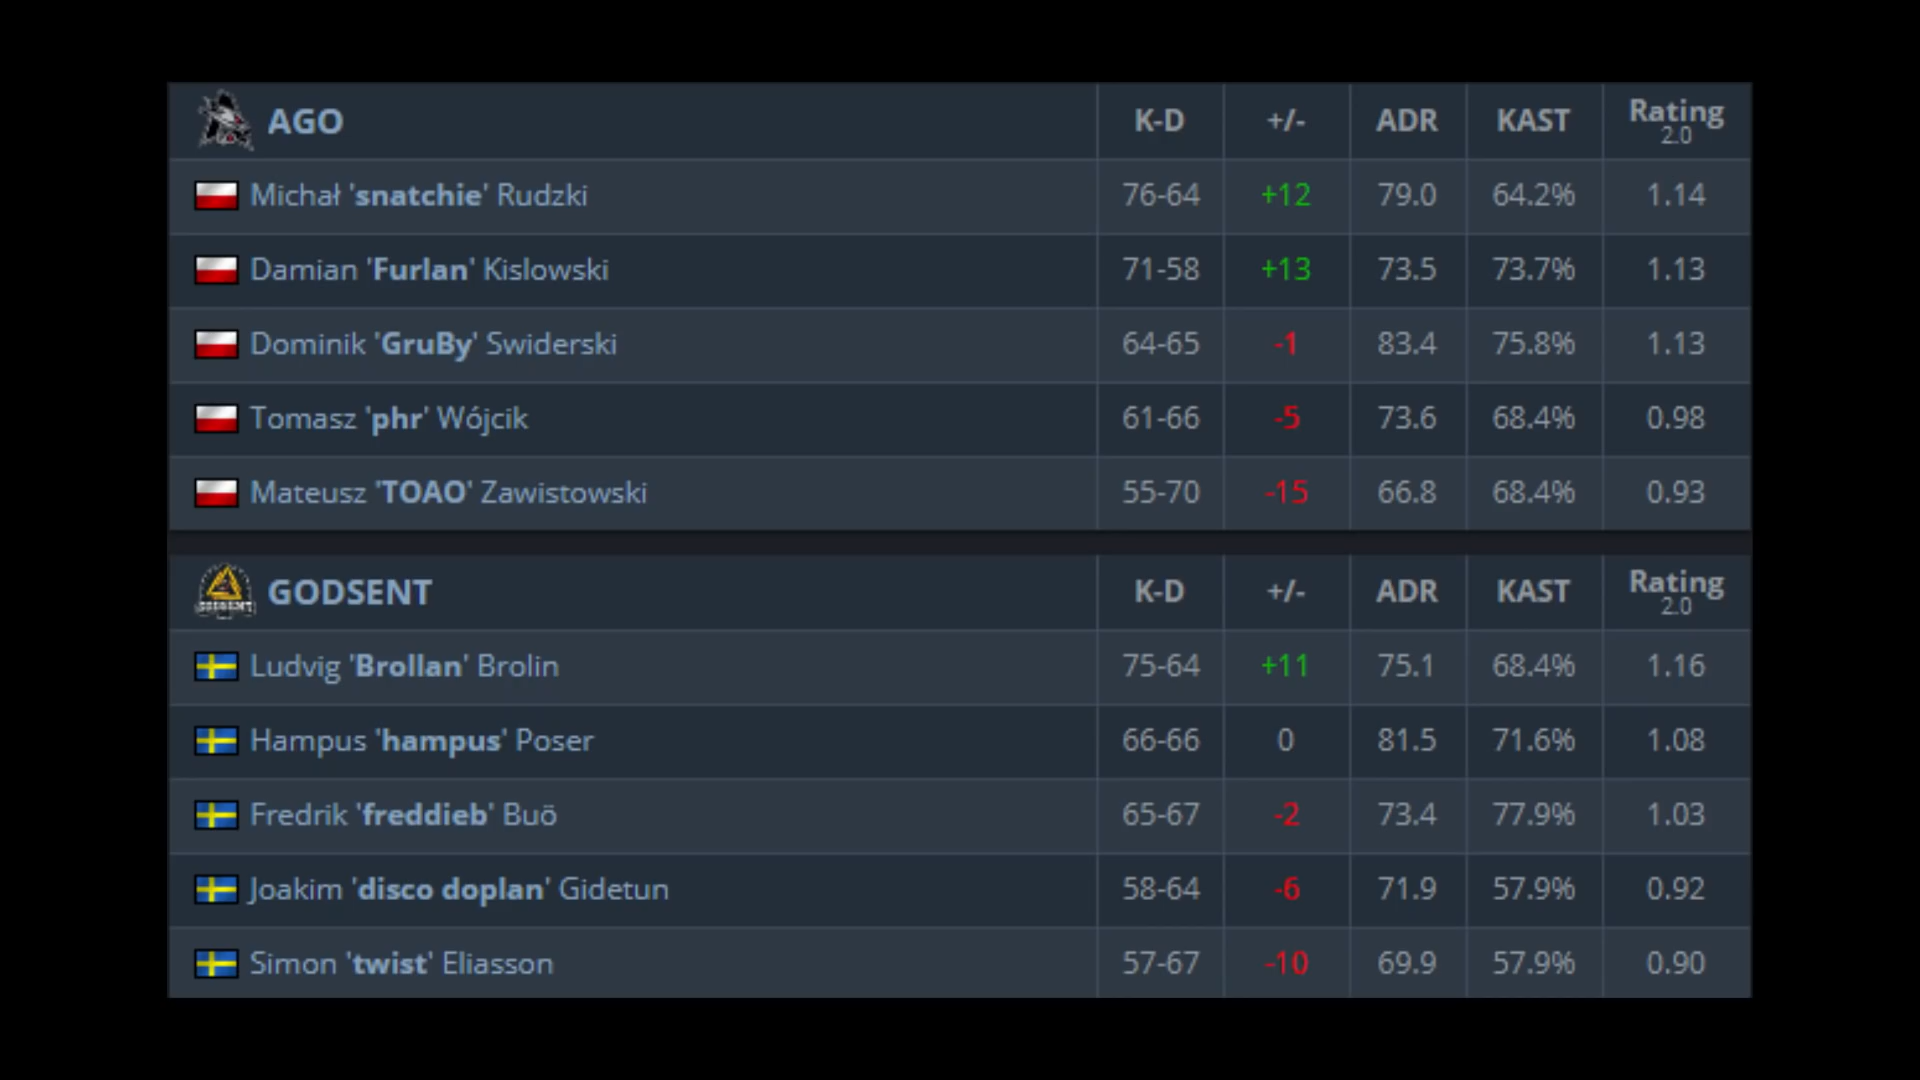 AGO K-D +/- ADR KAST Rating 2.0
Michał 'snatchie' Rudzki 76-64 +12 79.0 64.2% 1.14
Damian 'Furlan' Kislowski 71-58 +13 73.5 73.7% 1.13
Dominik 'GruBy' Swiderski 64-65 -1 83.4 75.8% 1.13
Tomasz 'phr' Wójcik 61-66 -5 73.6 68.4% 0.98
Mateusz 'TOAO' Zawistowski 55-70 -15 66.8 68.4% 0.93
GODSENT GODSENT K-D +/- ADR KAST Rating 2.0
Ludvig 'Brollan' Brolin 75-64 +11 75.1 68.4% 1.16
Hampus 'hampus' Poser 66-66 0 81.5 71.6% 1.08
Fredrik 'freddieb' Buö 65-67 -2 73.4 77.9% 1.03
Joakim 'disco doplan' Gidetun 58-64 -6 71.9 57.9% 0.92
Simon 'twist' Eliasson 57-67 -10 69.9 57.9% 0.90